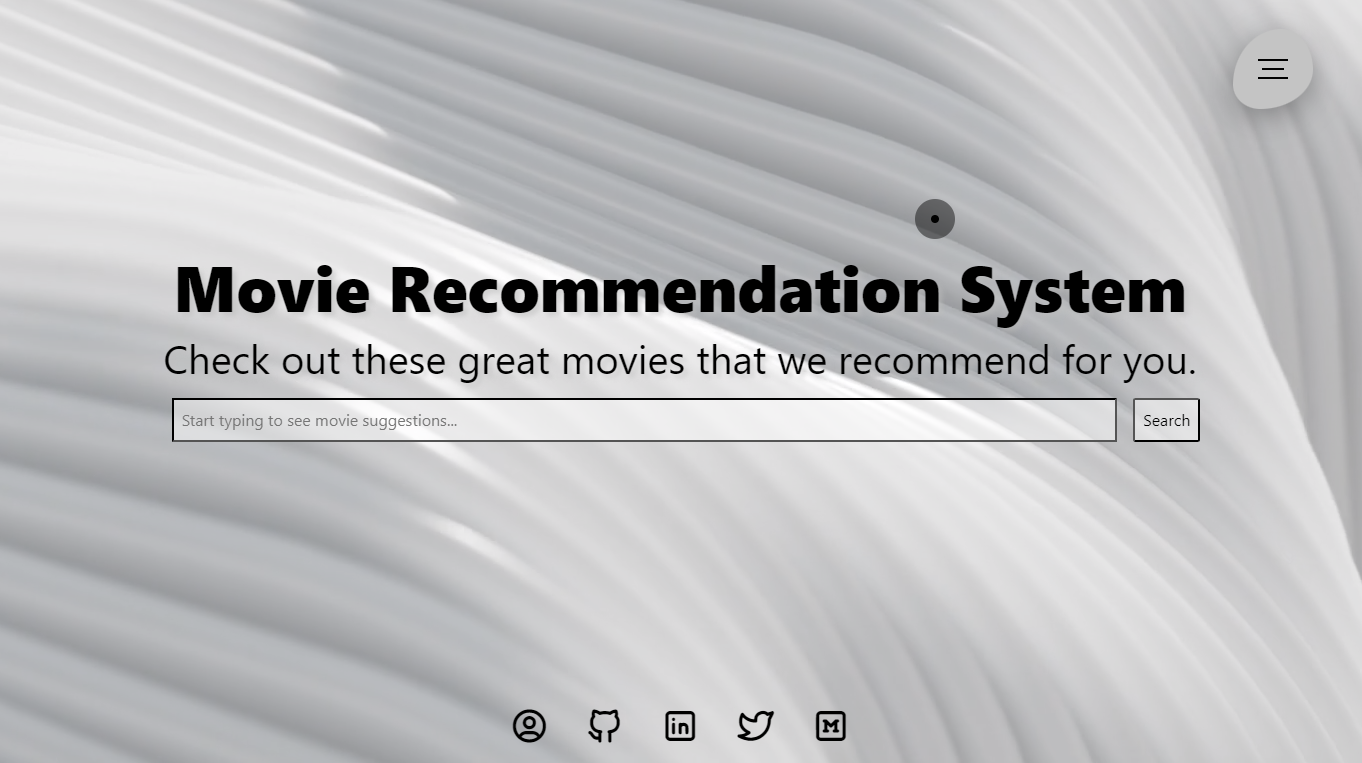 Movie Recommendation System
Check out these great movies that we recommend for you.
Start typing to see movie suggestions...
Search